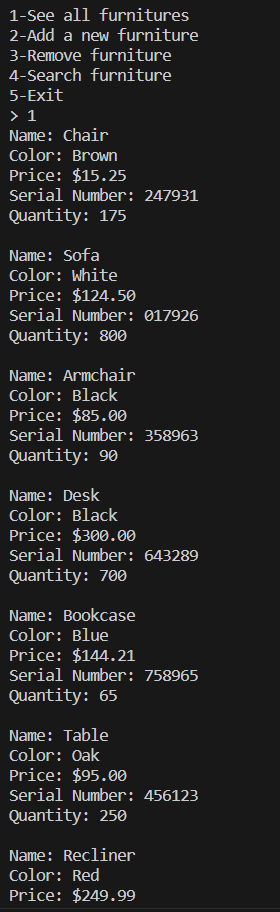 1-See all furnitures
2-Add a new furniture
3-Remove furniture
4-Search furniture
5-Exit
> 1
Name: Chair
Color: Brown
Price: $15.25
Serial Number: 247931
Quantity: 175
Name: Sofa
Color: White
Price: $124.50
Serial Number: 017926
Quantity: 800
Name: Armchair
Color: Black
Price: $85.00
Serial Number: 358963
Quantity: 90
Name: Desk
Color: Black
Price: $300.00
Serial Number: 643289
Quantity: 700
Name: Bookcase
Color: Blue
Price: $144.21
Serial Number: 758965
Quantity: 65
Name: Table
Color: Oak
Price: $95.00
Serial Number: 456123
Quantity: 250
Name: Recliner
Color: Red
Price: $249.99